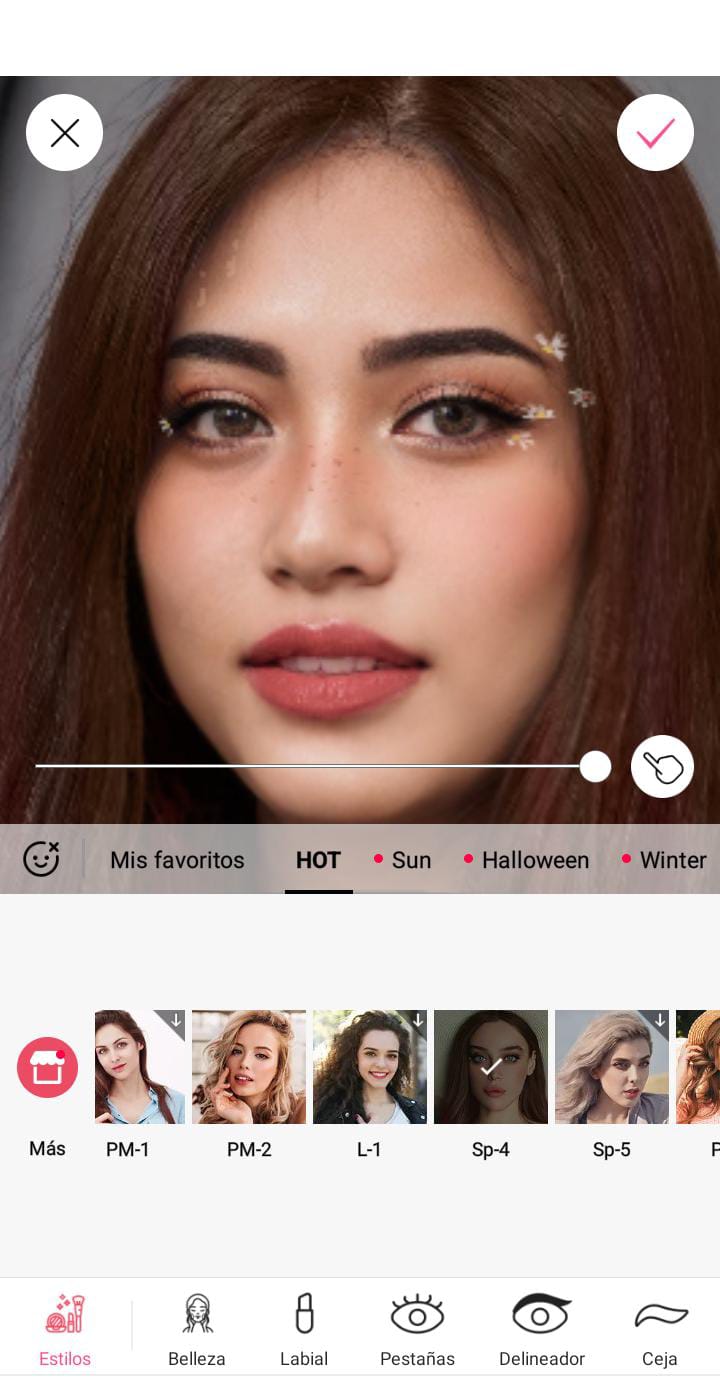 Mis favoritos HOT Sun Halloween Winter
Más PM-1 PM-2 L-1 Sp-4 Sp-5 P
Estilos Belleza Labial Pestañas Delineador Ceja